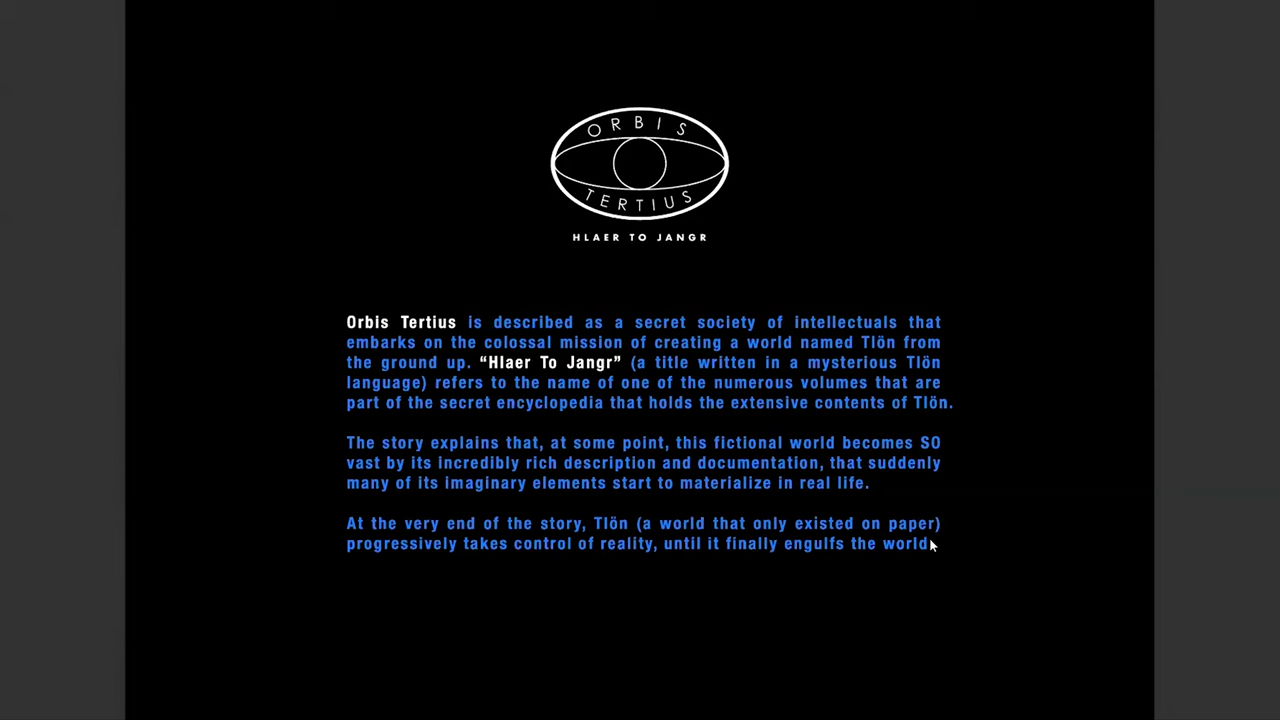 ORBIS
TERTIUS
HLAER TO JANGR
Orbis Tertius is described as a secret society of intellectuals that
embarks on the colossal mission of creating a world named Tlön from
the ground up. “Hlaer To Jangr” (a title written in a mysterious Tlön
language) refers to the name of one of the numerous volumes that are
part of the secret encyclopedia that holds the extensive contents of Tlön.
The story explains that, at some point, this fictional world becomes SO
vast by its incredibly rich description and documentation, that suddenly
many of its imaginary elements start to materialize in real life.
At the very end of the story, Tlön (a world that only existed on paper)
progressively takes control of reality, until it finally engulfs the world